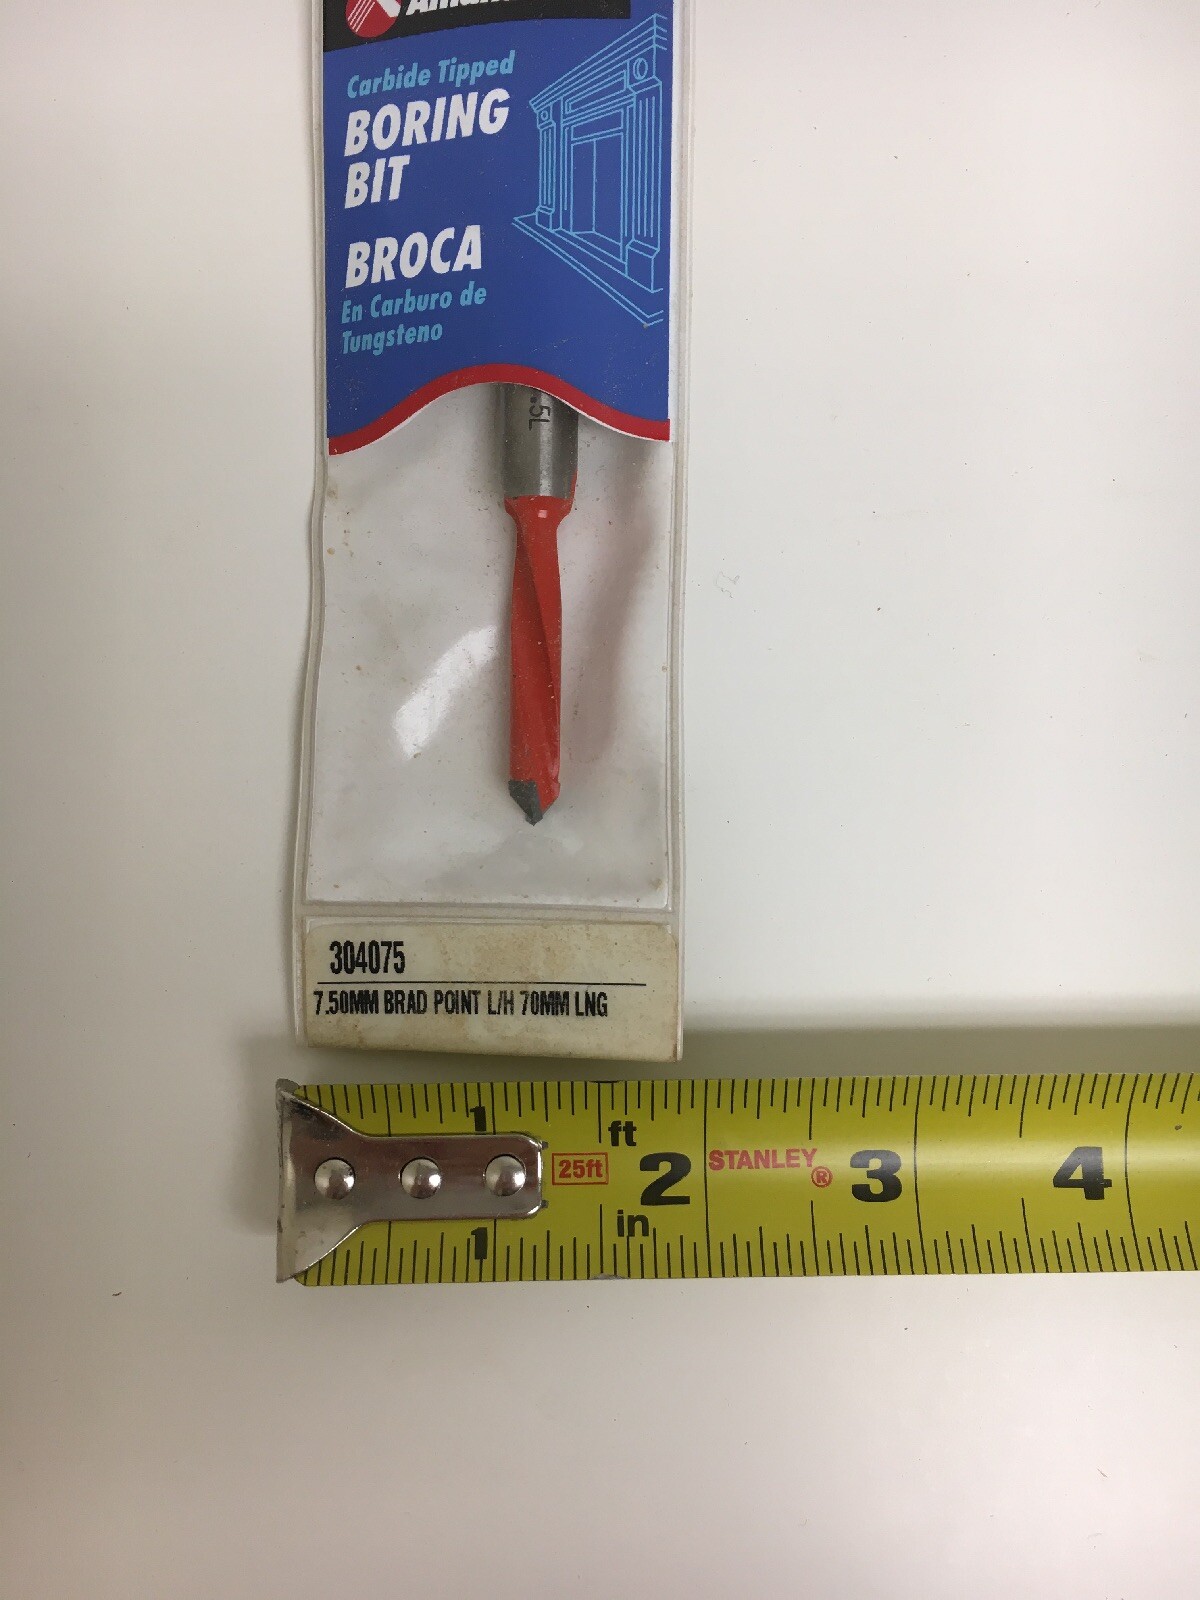 Carbide Tipped
BORING
BIT
BROCA
En Carburo de
Tungsteno
.5L
304075
7.50MM BRAD POINT L/H 70MM LNG
1 ft
25ft 2 STANLEY® 3 4
1 in